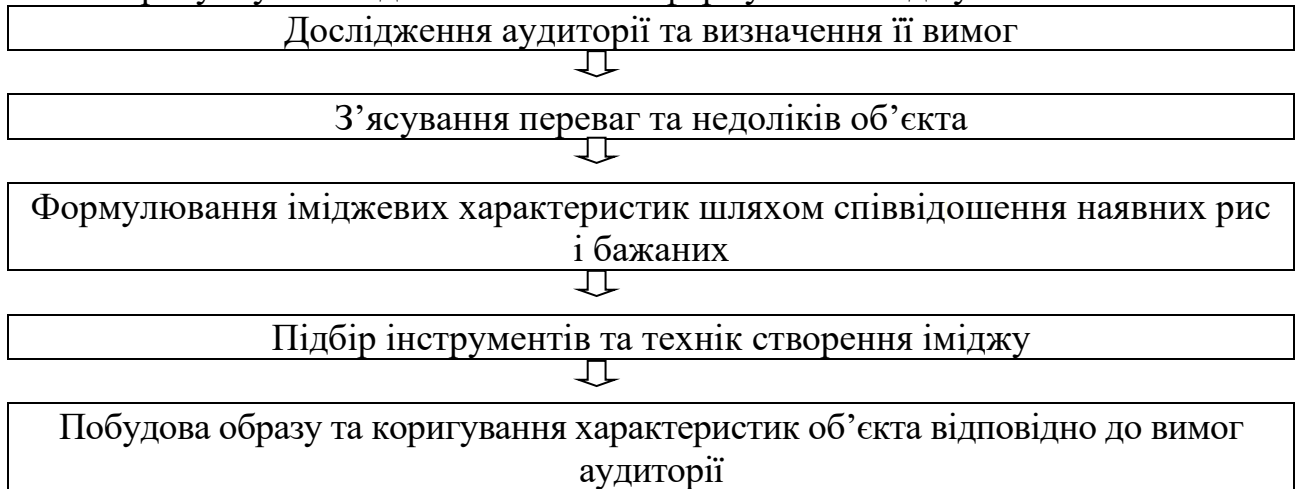 Дослідження аудиторії та визначення її вимог
З’ясування переваг та недоліків об’єкта
Формулювання іміджевих характеристик шляхом співвідошення наявних рис
і бажаних
Підбір інструментів та технік створення іміджу
Побудова образу та коригування характеристик об’єкта відповідно до вимог
аудиторії